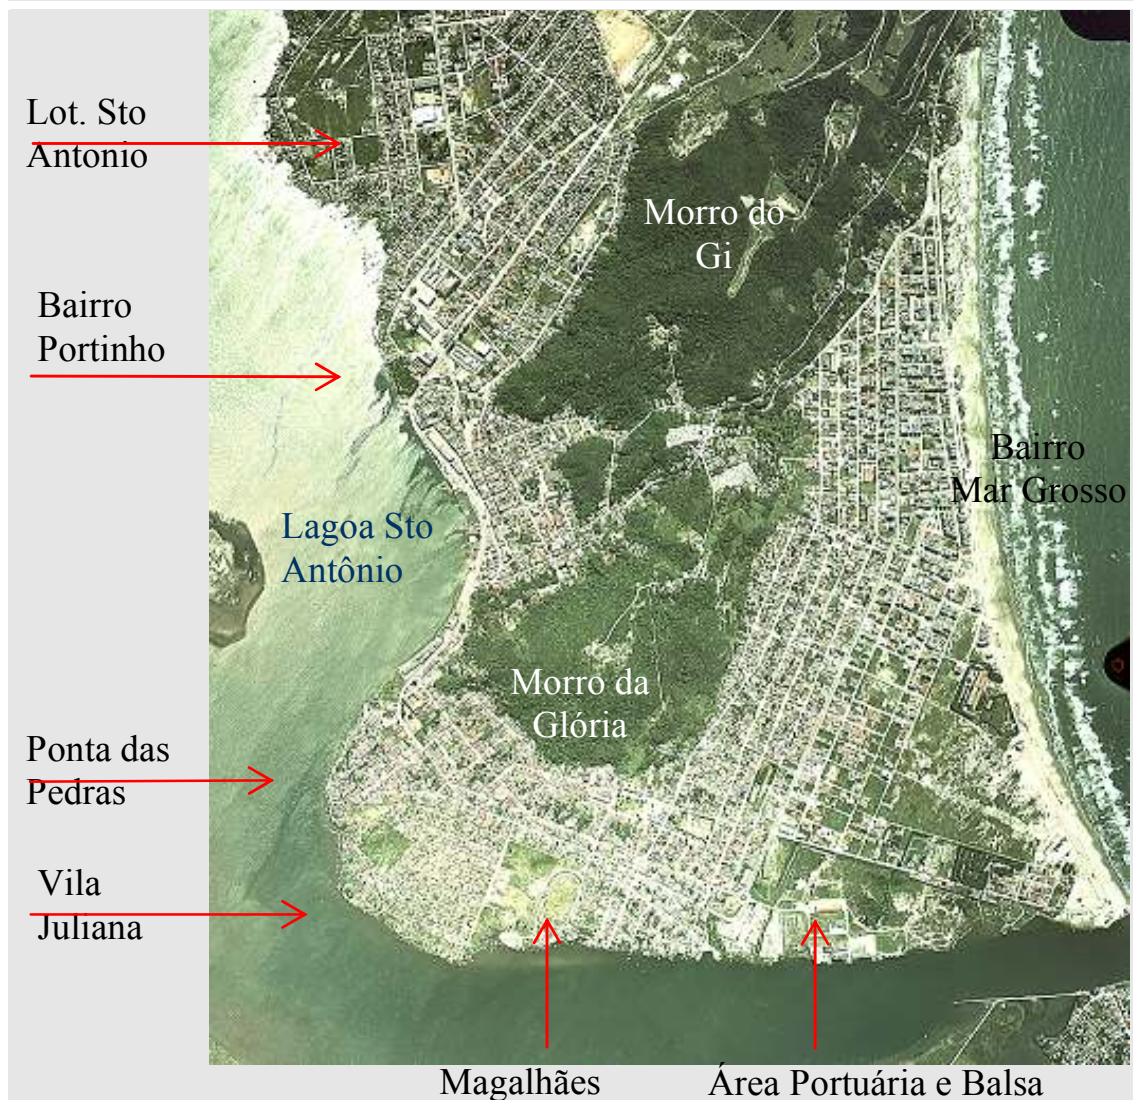 Lot. Sto
Antonio
Morro do
Gi
Bairro
Portinho
Bairro
Mar Grosso
Lagoa Sto
Antônio
Morro da
Glória
Ponta das
Pedras
Vila
Juliana
Magalhães
Área Portuária e Balsa